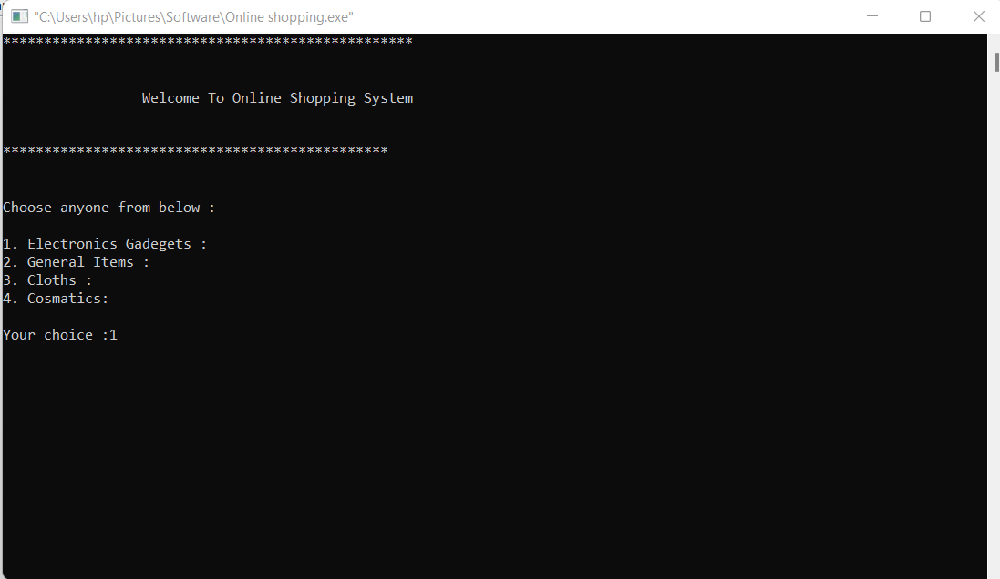 "C:\Users\hp\Pictures\Software\Online shopping.exe"
**************************************************
Welcome To Online Shopping System
***********************************************
Choose anyone from below :
1. Electronics Gadegets :
2. General Items :
3. Cloths :
4. Cosmatics:
Your choice :1